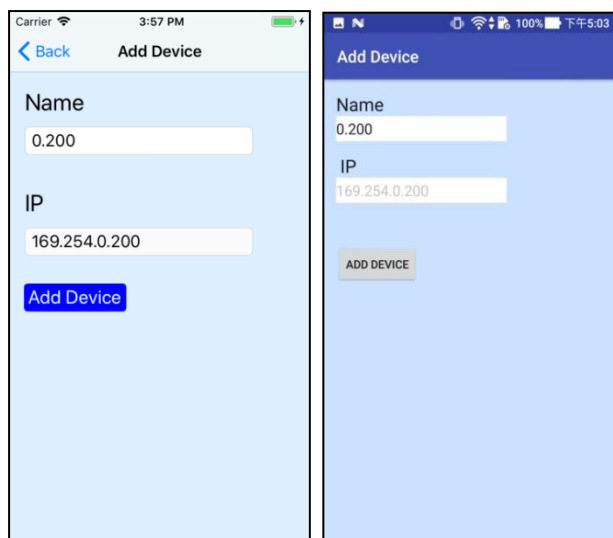 Carrier 3:57 PM
Back Add Device
Name
0.200
IP
169.254.0.200
Add Device
100% 下午5:03
Add Device
Name
0.200
IP
169.254.0.200
ADD DEVICE